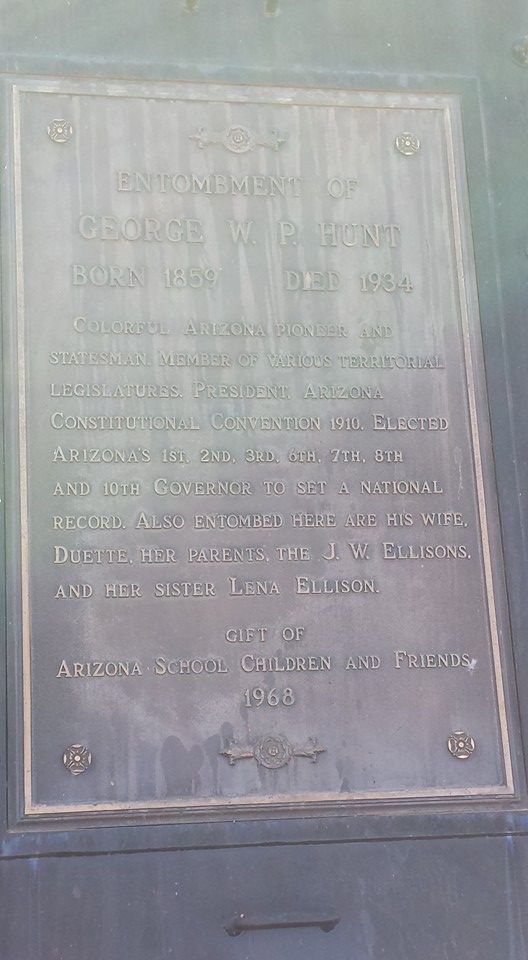 ENTOMBMENT OF
GEORGE W. P. HUNT
BORN 1859 DIED 1934
COLORFUL ARIZONA PIONEER AND
STATESMAN. MEMBER OF VARIOUS TERRITORIAL
LEGISLATURES. PRESIDENT, ARIZONA
CONSTITUTIONAL CONVENTION 1910. ELECTED
ARIZONA'S 1ST, 2ND, 3RD, 6TH, 7TH, 8TH
AND 10TH GOVERNOR TO SET A NATIONAL
RECORD. ALSO ENTOMBED HERE ARE HIS WIFE,
DUETTE, HER PARENTS, THE J. W. ELLISONS,
AND HER SISTER LENA ELLISON.
GIFT OF
ARIZONA SCHOOL CHILDREN AND FRIENDS
1968